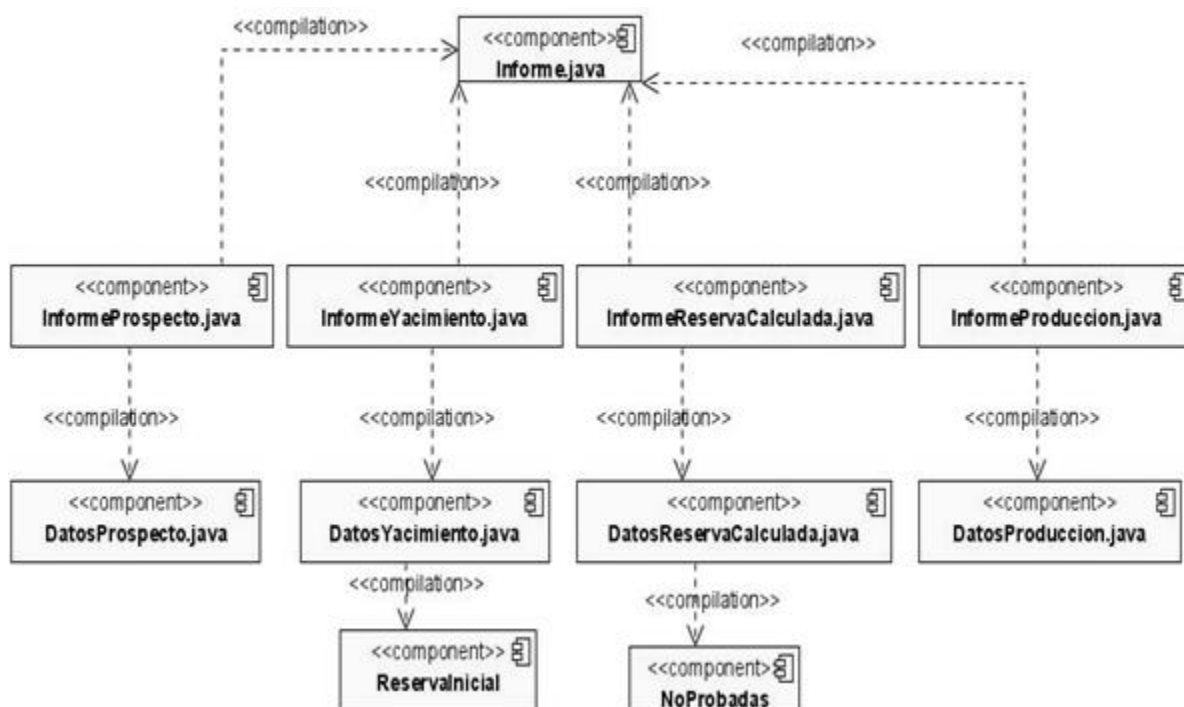 <<compilation>>
<<component>>
Informe.java
<<compilation>>
<<compilation>>
<<compilation>>
<<component>>
InformeProspecto.java
<<component>>
InformeYacimiento.java
<<component>>
InformeReservaCalculada.java
<<component>>
InformeProduccion.java
<<compilation>>
<<compilation>>
<<compilation>>
<<compilation>>
<<component>>
DatosProspecto.java
<<component>>
DatosYacimiento.java
<<component>>
DatosReservaCalculada.java
<<component>>
DatosProduccion.java
<<compilation>>
<<compilation>>
<<component>>
ReservaInicial
<<component>
NoProbadas